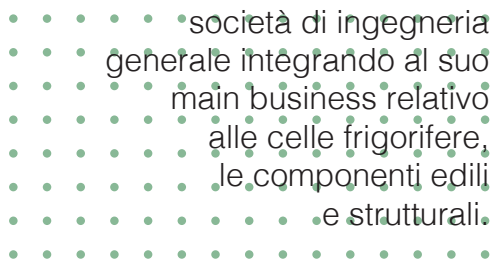 società di ingegneria
generale integrando al suo
main business relativo
alle celle frigorifere,
le componenti edili
e strutturali.